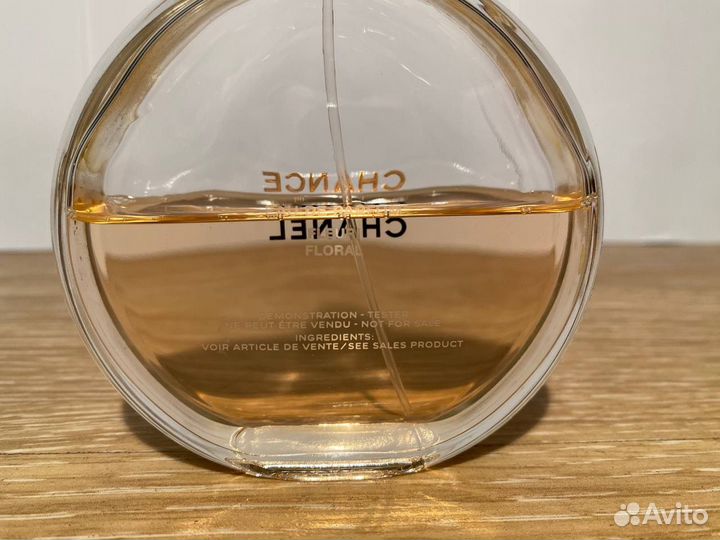 CHANCE
CHANEL
FLORAL
DEMONSTRATION - TESTER
NE PEUT ÊTRE VENDU - NOT FOR SALE
INGREDIENTS:
VOIR ARTICLE DE VENTE/SEE SALES PRODUCT
Avito